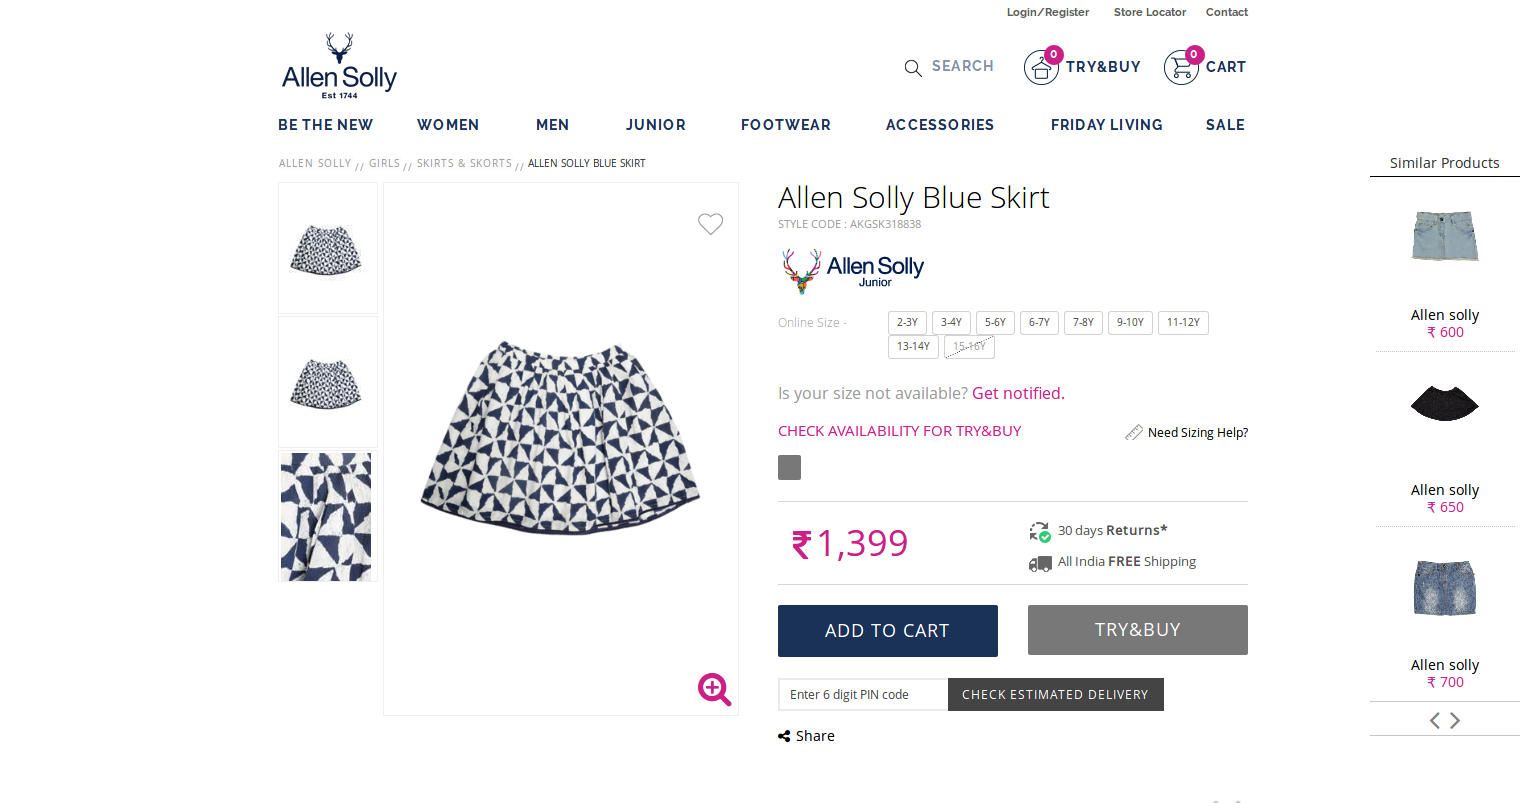 Login/Register Store Locator Contact
Allen Solly
Est 1744
SEARCH 0 TRY&BUY 0 CART
BE THE NEW WOMEN MEN JUNIOR FOOTWEAR ACCESSORIES FRIDAY LIVING SALE
ALLEN SOLLY // GIRLS // SKIRTS & SKORTS // ALLEN SOLLY BLUE SKIRT
Allen Solly Blue Skirt
STYLE CODE : AKGSK318838
Allen Solly
Junior
Online Size - 2-3Y 3-4Y 5-6Y 6-7Y 7-8Y 9-10Y 11-12Y
13-14Y 15-16Y
Is your size not available? Get notified.
CHECK AVAILABILITY FOR TRY&BUY Need Sizing Help?
₹1,399
30 days Returns*
All India FREE Shipping
ADD TO CART TRY&BUY
Enter 6 digit PIN code CHECK ESTIMATED DELIVERY
Share
Similar Products
Allen solly
₹ 600
Allen solly
₹ 650
Allen solly
₹ 700